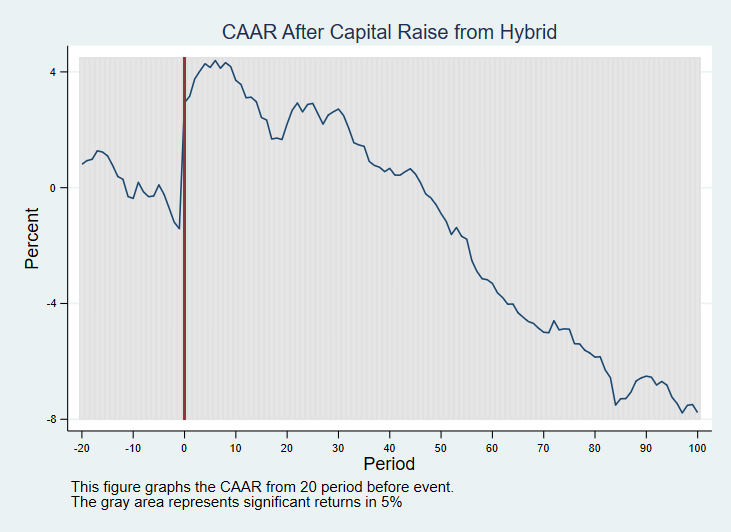 CAAR After Capital Raise from Hybrid
4
0
-4
-8
Percent
-20 -10 0 10 20 30 40 50 60 70 80 90 100
Period
This figure graphs the CAAR from 20 period before event.
The gray area represents significant returns in 5%